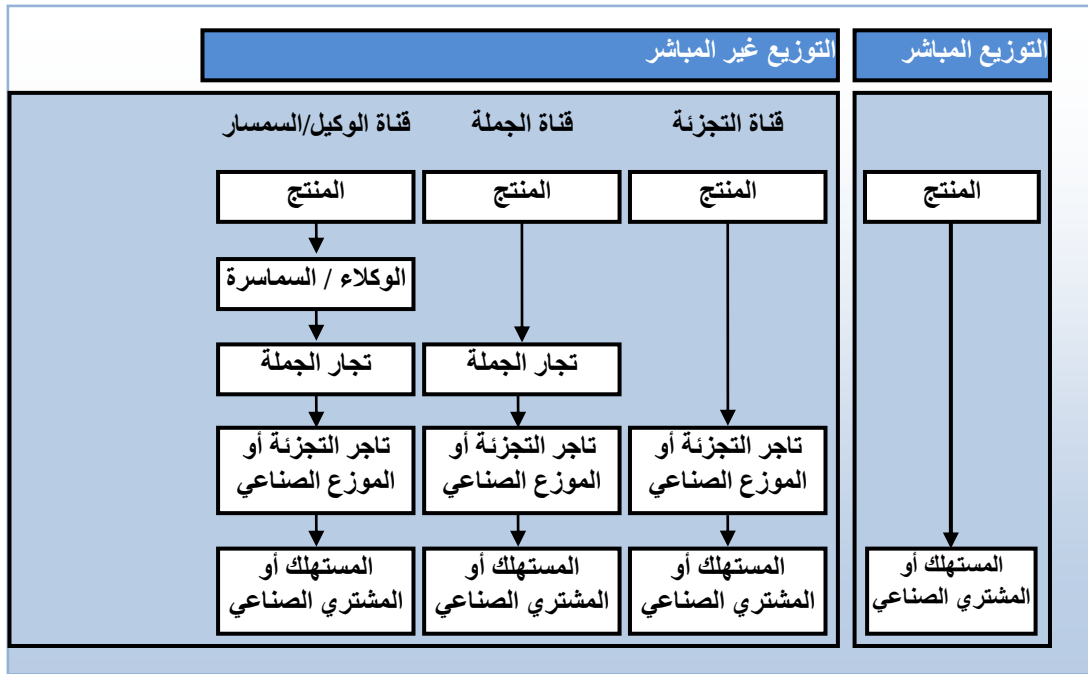 التوزيع المباشر
التوزيع غير المباشر
قناة التجزئة
قناة الجملة
قناة الوكيل/السمسار
المنتج
المنتج
المنتج
المنتج
الوكلاء / السماسرة
تجار الجملة
تجار الجملة
تاجر التجزئة أو
الموزع الصناعي
تاجر التجزئة أو
الموزع الصناعي
تاجر التجزئة أو
الموزع الصناعي
المستهلك أو
المشتري الصناعي
المستهلك أو
المشتري الصناعي
المستهلك أو
المشتري الصناعي
المستهلك أو
المشتري الصناعي